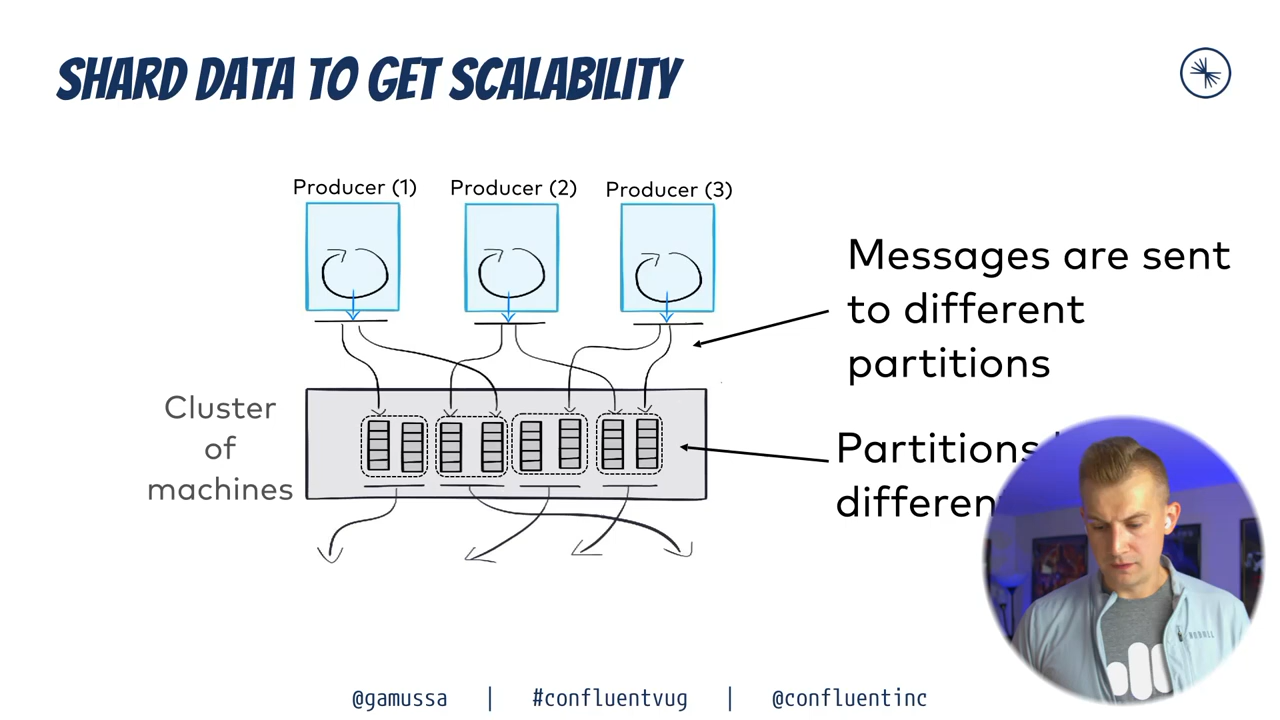 SHARD DATA TO GET SCALABILITY
Producer (1)
Producer (2)
Producer (3)
Messages are sent
to different
partitions
Cluster
of
machines
Partitions
@gamussa | #confluentvug | @confluentinc